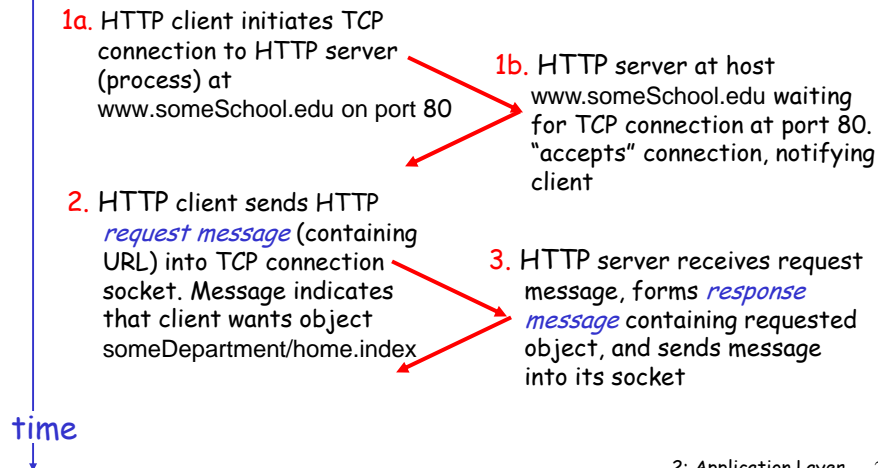 1a. HTTP client initiates TCP
connection to HTTP server
(process) at
www.someSchool.edu on port 80
1b. HTTP server at host
www.someSchool.edu waiting
for TCP connection at port 80.
“accepts” connection, notifying
client
2. HTTP client sends HTTP
request message (containing
URL) into TCP connection
socket. Message indicates
that client wants object
someDepartment/home.index
3. HTTP server receives request
message, forms response
message containing requested
object, and sends message
into its socket
time
2: Application Layer